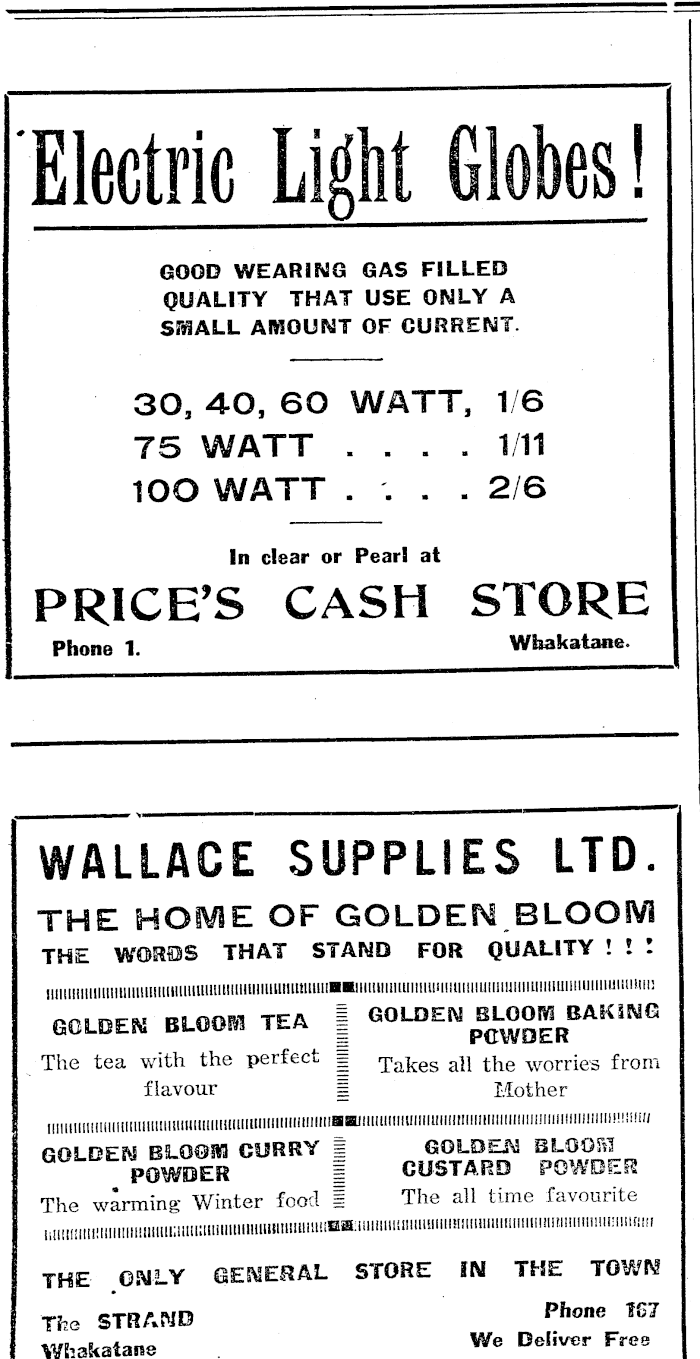 Electric Light Globes!
GOOD WEARING GAS FILLED
QUALITY THAT USE ONLY A
SMALL AMOUNT OF CURRENT.
30, 40, 60 WATT, 1/6
75 WATT . . . . 1/11
100 WATT . . . . 2/6
In clear or Pearl at
PRICE'S CASH STORE
Phone 1. Whakatane.
WALLACE SUPPLIES LTD.
THE HOME OF GOLDEN BLOOM
THE WORDS THAT STAND FOR QUALITY!!!
GOLDEN BLOOM TEA
The tea with the perfect
flavour
GOLDEN BLOOM BAKING
POWDER
Takes all the worries from
Mother
GOLDEN BLOOM CURRY
POWDER
The warming Winter food
GOLDEN BLOOM
CUSTARD POWDER
The all time favourite
THE ONLY GENERAL STORE IN THE TOWN
The STRAND
Whakatane
Phone 167
We Deliver Free